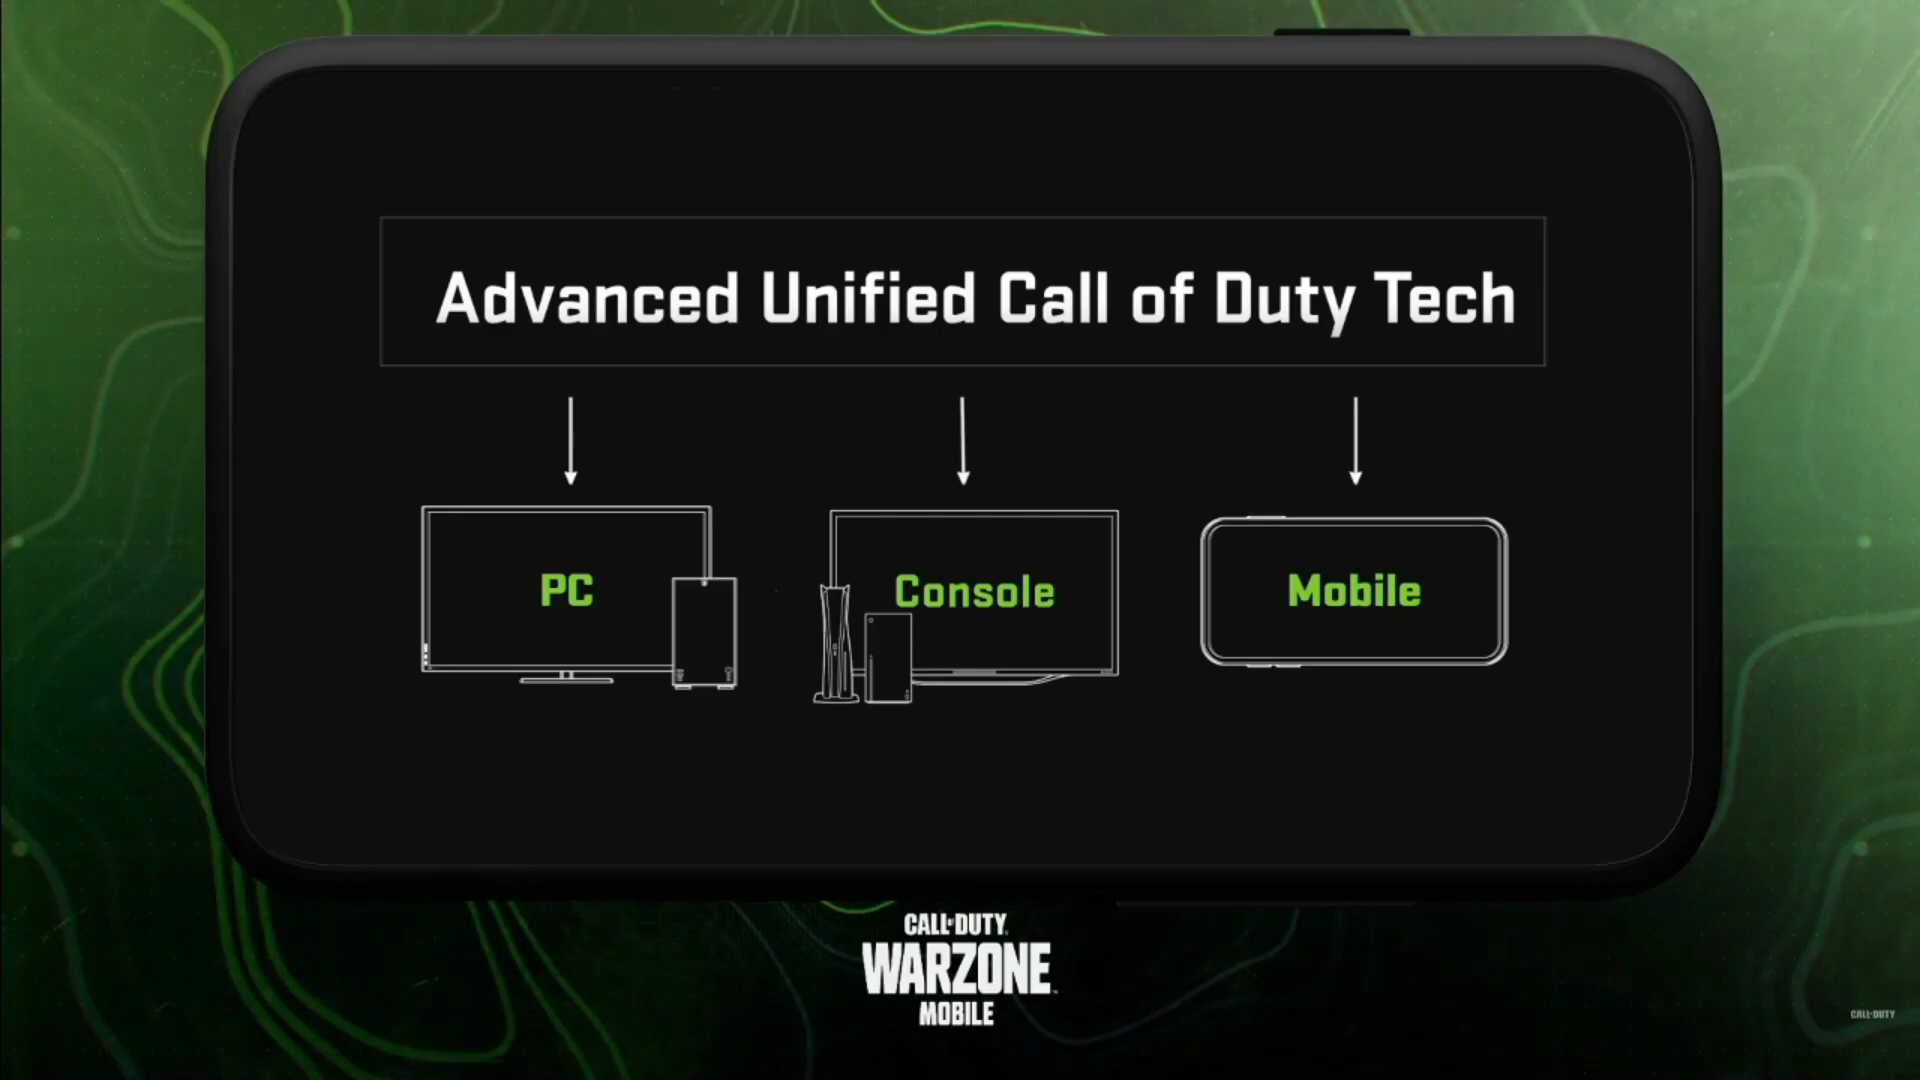 Advanced Unified Call of Duty Tech
PC
Console
Mobile
CALL OF DUTY
WARZONE
MOBILE
CALL OF DUTY